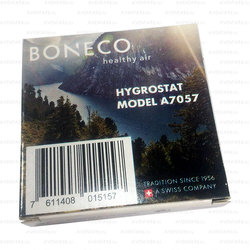 BONECO
healthy air
HYGROSTAT
MODEL A7057
TRADITION SINCE 1956
A SWISS COMPANY
7 611408 015157